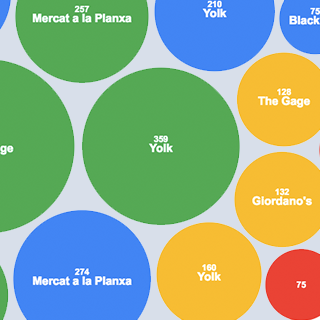 257
Mercat a la Planxa
210
Yolk
75
Black
128
The Gage
359
Yolk
ge
132
Giordano's
274
Mercat a la Planxa
160
Yolk
75